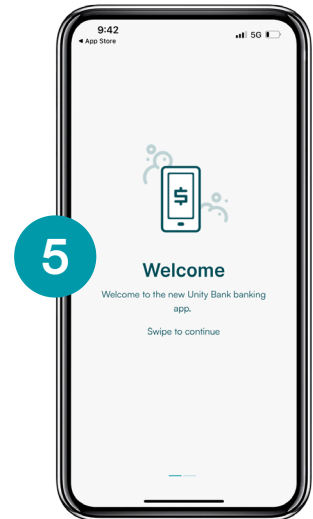 9:42
5G
◀ App Store
$
5
Welcome
Welcome to the new Unity Bank banking
app.
Swipe to continue